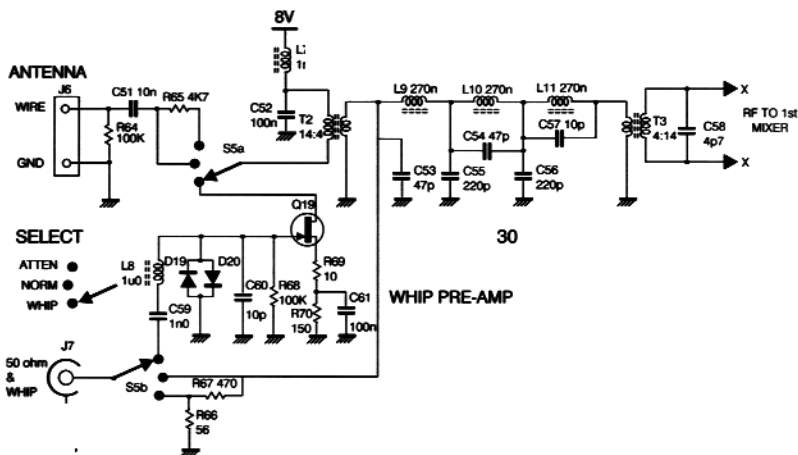 8V
ANTENNA
J6
WIRE
GND
C51 10n
R65 4K7
R64
100K
C52
100n
T2
14:4
L9 270n
L10 270n
L11 270n
C54 47p
C57 10p
C53
47p
C55
220p
C56
220p
T3
4:14
C58
4p7
X
X
RF TO 1st
MIXER
S5a
Q19
30
SELECT
ATTEN
NORM
WHIP
L8
1u0
D19
D20
C59
1n0
C60
10p
R68
100K
R69
10
R70
150
C61
100n
WHIP PRE-AMP
J7
50 ohm
&
WHIP
S5b
R67 470
R66
56